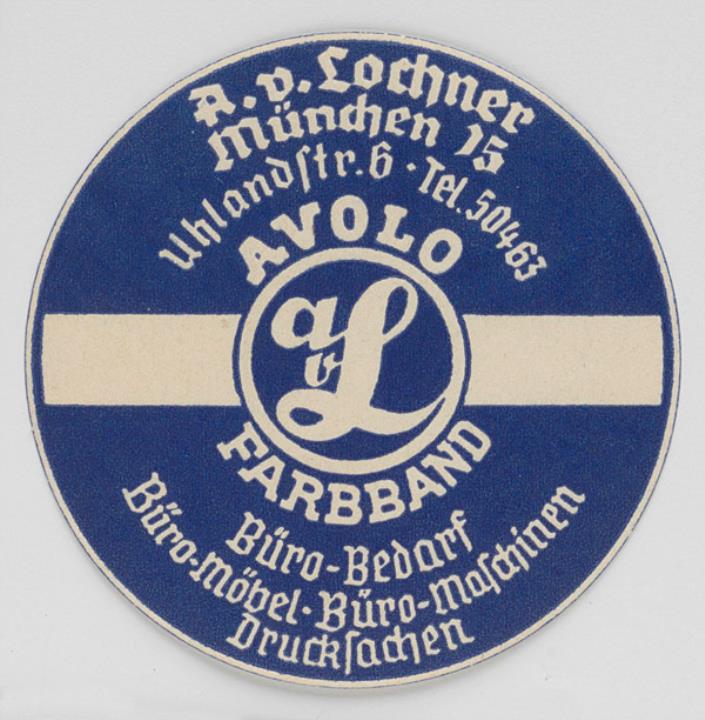 A. v. Lochner
München 15
Uhlandſtr. 6 · Tel. 50463
AVOLO
avL
FARBBAND
Büro-Bedarf
Büro-Möbel · Büro-Maſchinen
Druckſachen